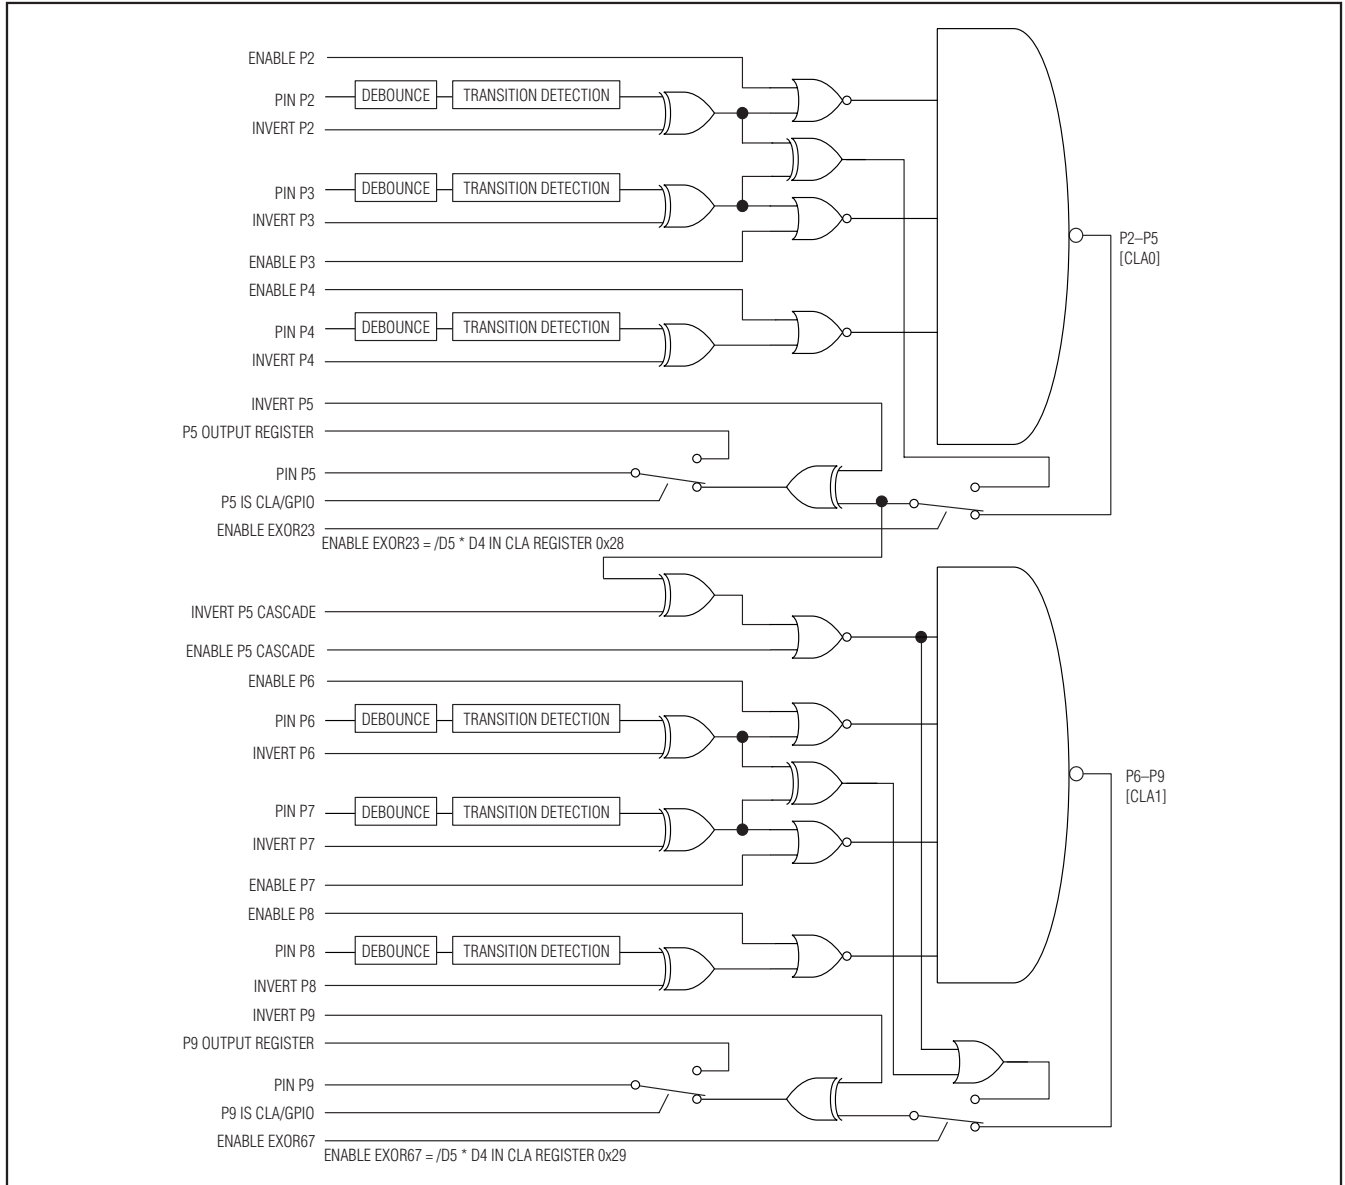 ENABLE P2
PIN P2
DEBOUNCE
TRANSITION DETECTION
INVERT P2
PIN P3
DEBOUNCE
TRANSITION DETECTION
INVERT P3
P2–P5
[CLA0]
ENABLE P3
ENABLE P4
PIN P4
DEBOUNCE
TRANSITION DETECTION
INVERT P4
INVERT P5
P5 OUTPUT REGISTER
PIN P5
P5 IS CLA/GPIO
ENABLE EXOR23
ENABLE EXOR23 = /D5 * D4 IN CLA REGISTER 0x28
INVERT P5 CASCADE
ENABLE P5 CASCADE
ENABLE P6
PIN P6
DEBOUNCE
TRANSITION DETECTION
INVERT P6
P6–P9
[CLA1]
PIN P7
DEBOUNCE
TRANSITION DETECTION
INVERT P7
ENABLE P7
ENABLE P8
PIN P8
DEBOUNCE
TRANSITION DETECTION
INVERT P8
INVERT P9
P9 OUTPUT REGISTER
PIN P9
P9 IS CLA/GPIO
ENABLE EXOR67
ENABLE EXOR67 = /D5 * D4 IN CLA REGISTER 0x29